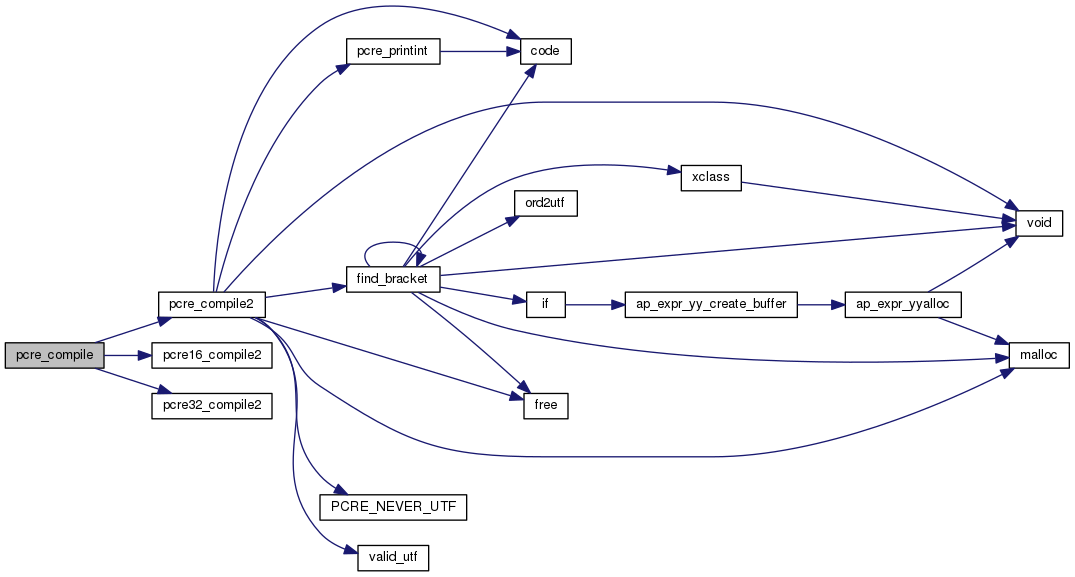 pcre_printint
code
xclass
ord2utf
void
find_bracket
pcre_compile2
if
ap_expr_yy_create_buffer
ap_expr_yyalloc
pcre_compile
pcre16_compile2
malloc
pcre32_compile2
free
PCRE_NEVER_UTF
valid_utf